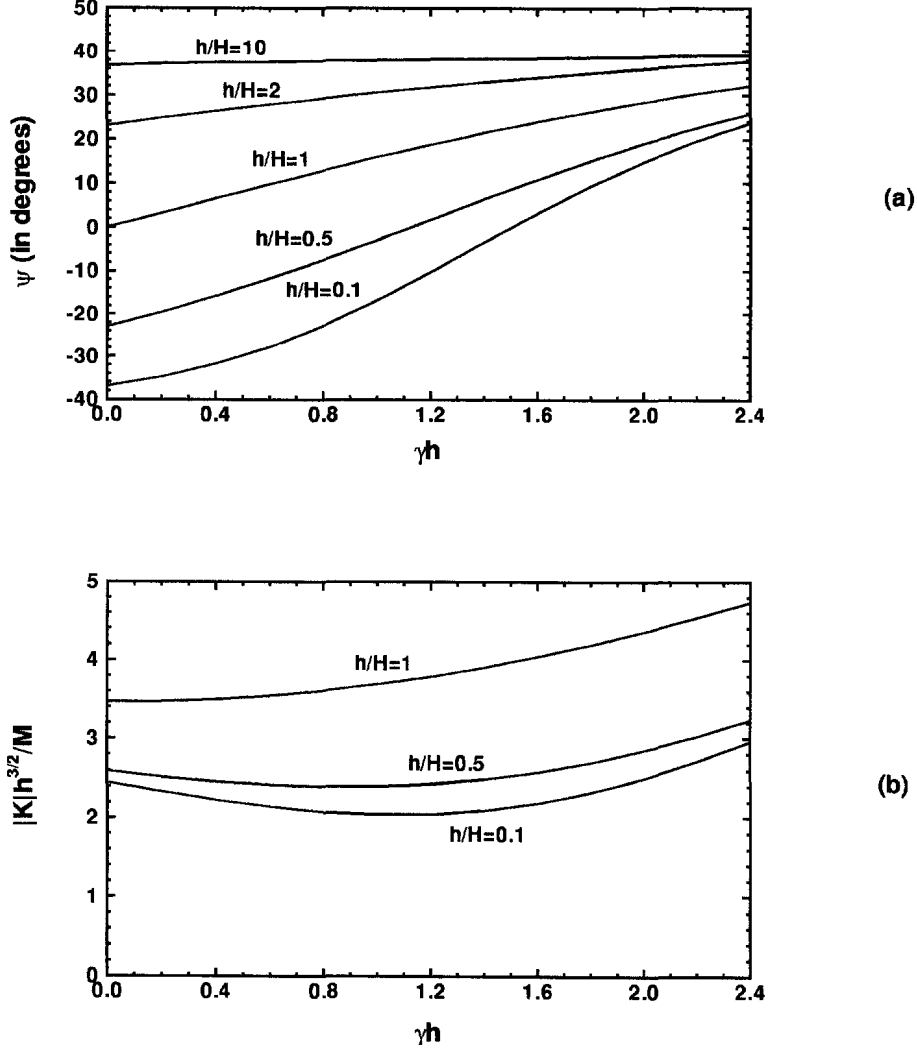 50
40
30
20
10
0
-10
-20
-30
-40
ψ (In degrees)
h/H=10
h/H=2
h/H=1
h/H=0.5
h/H=0.1
0.0 0.4 0.8 1.2 1.6 2.0 2.4
γh
(a)
5
4
3
2
1
0
|K|h^{3/2}/M
h/H=1
h/H=0.5
h/H=0.1
0.0 0.4 0.8 1.2 1.6 2.0 2.4
γh
(b)